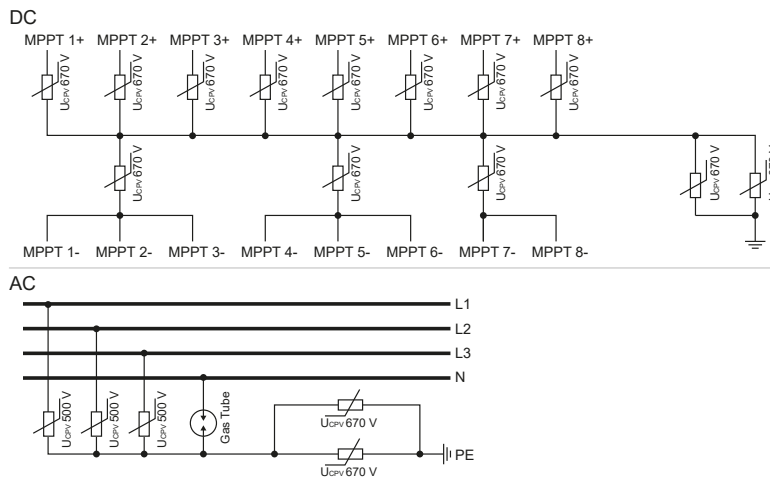 DC
MPPT 1+ MPPT 2+ MPPT 3+ MPPT 4+ MPPT 5+ MPPT 6+ MPPT 7+ MPPT 8+
UCPV 670 V UCPV 670 V UCPV 670 V UCPV 670 V UCPV 670 V UCPV 670 V UCPV 670 V UCPV 670 V
UCPV 670 V UCPV 670 V UCPV 670 V UCPV 670 V
MPPT 1- MPPT 2- MPPT 3- MPPT 4- MPPT 5- MPPT 6- MPPT 7- MPPT 8-
AC
L1
L2
L3
N
UCPV 500 V UCPV 500 V UCPV 500 V Gas Tube
UCPV 670 V
PE
UCPV 670 V